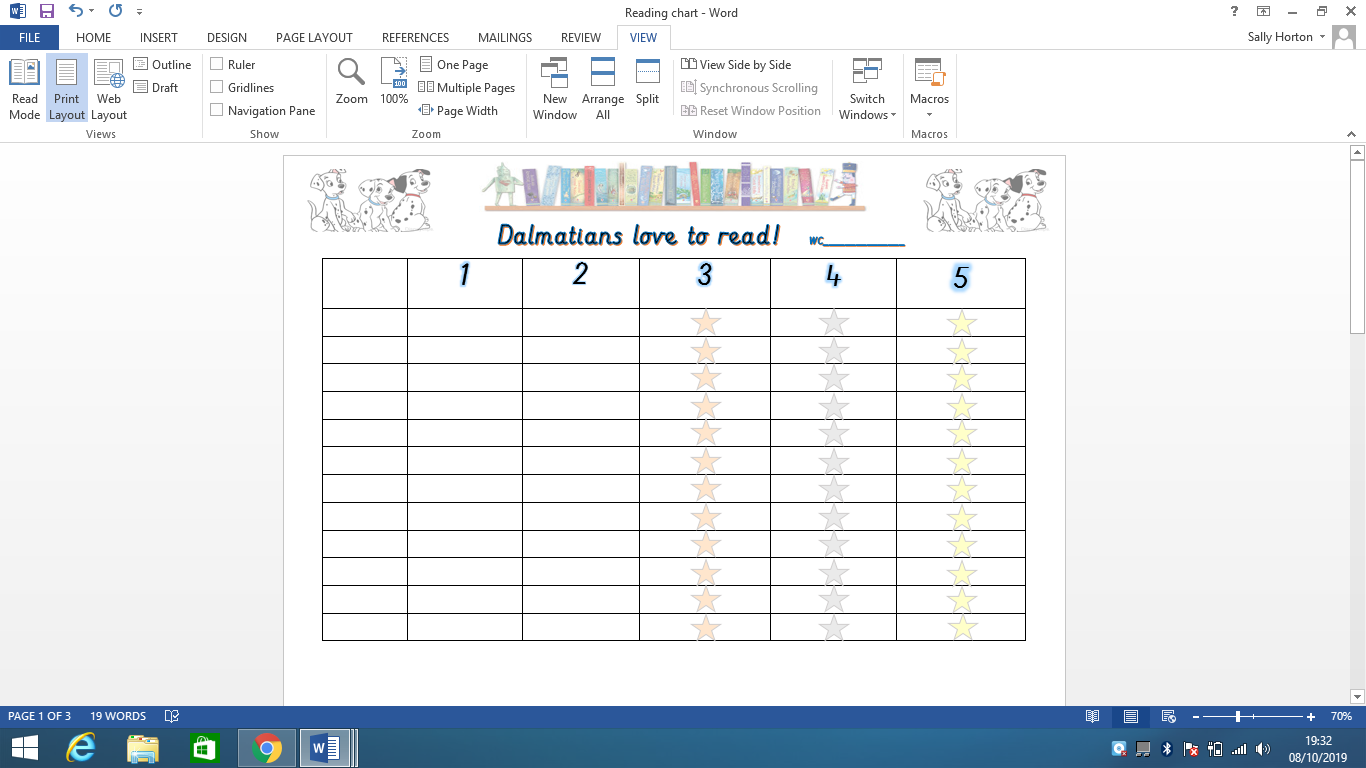 Reading chart - Word
?
FILE HOME INSERT DESIGN PAGE LAYOUT REFERENCES MAILINGS REVIEW VIEW Sally Horton
Read Mode
Print Layout
Web Layout
Outline
Draft
Views
Ruler
Gridlines
Navigation Pane
Show
Zoom
100
100%
One Page
Multiple Pages
Page Width
Zoom
New Window
Arrange All
Split
View Side by Side
Synchronous Scrolling
Reset Window Position
Window
Switch Windows
Macros
Macros
Dalmatians love to read! WC__________
1 2 3 4 5
PAGE 1 OF 3 19 WORDS 70%
19:32
08/10/2019